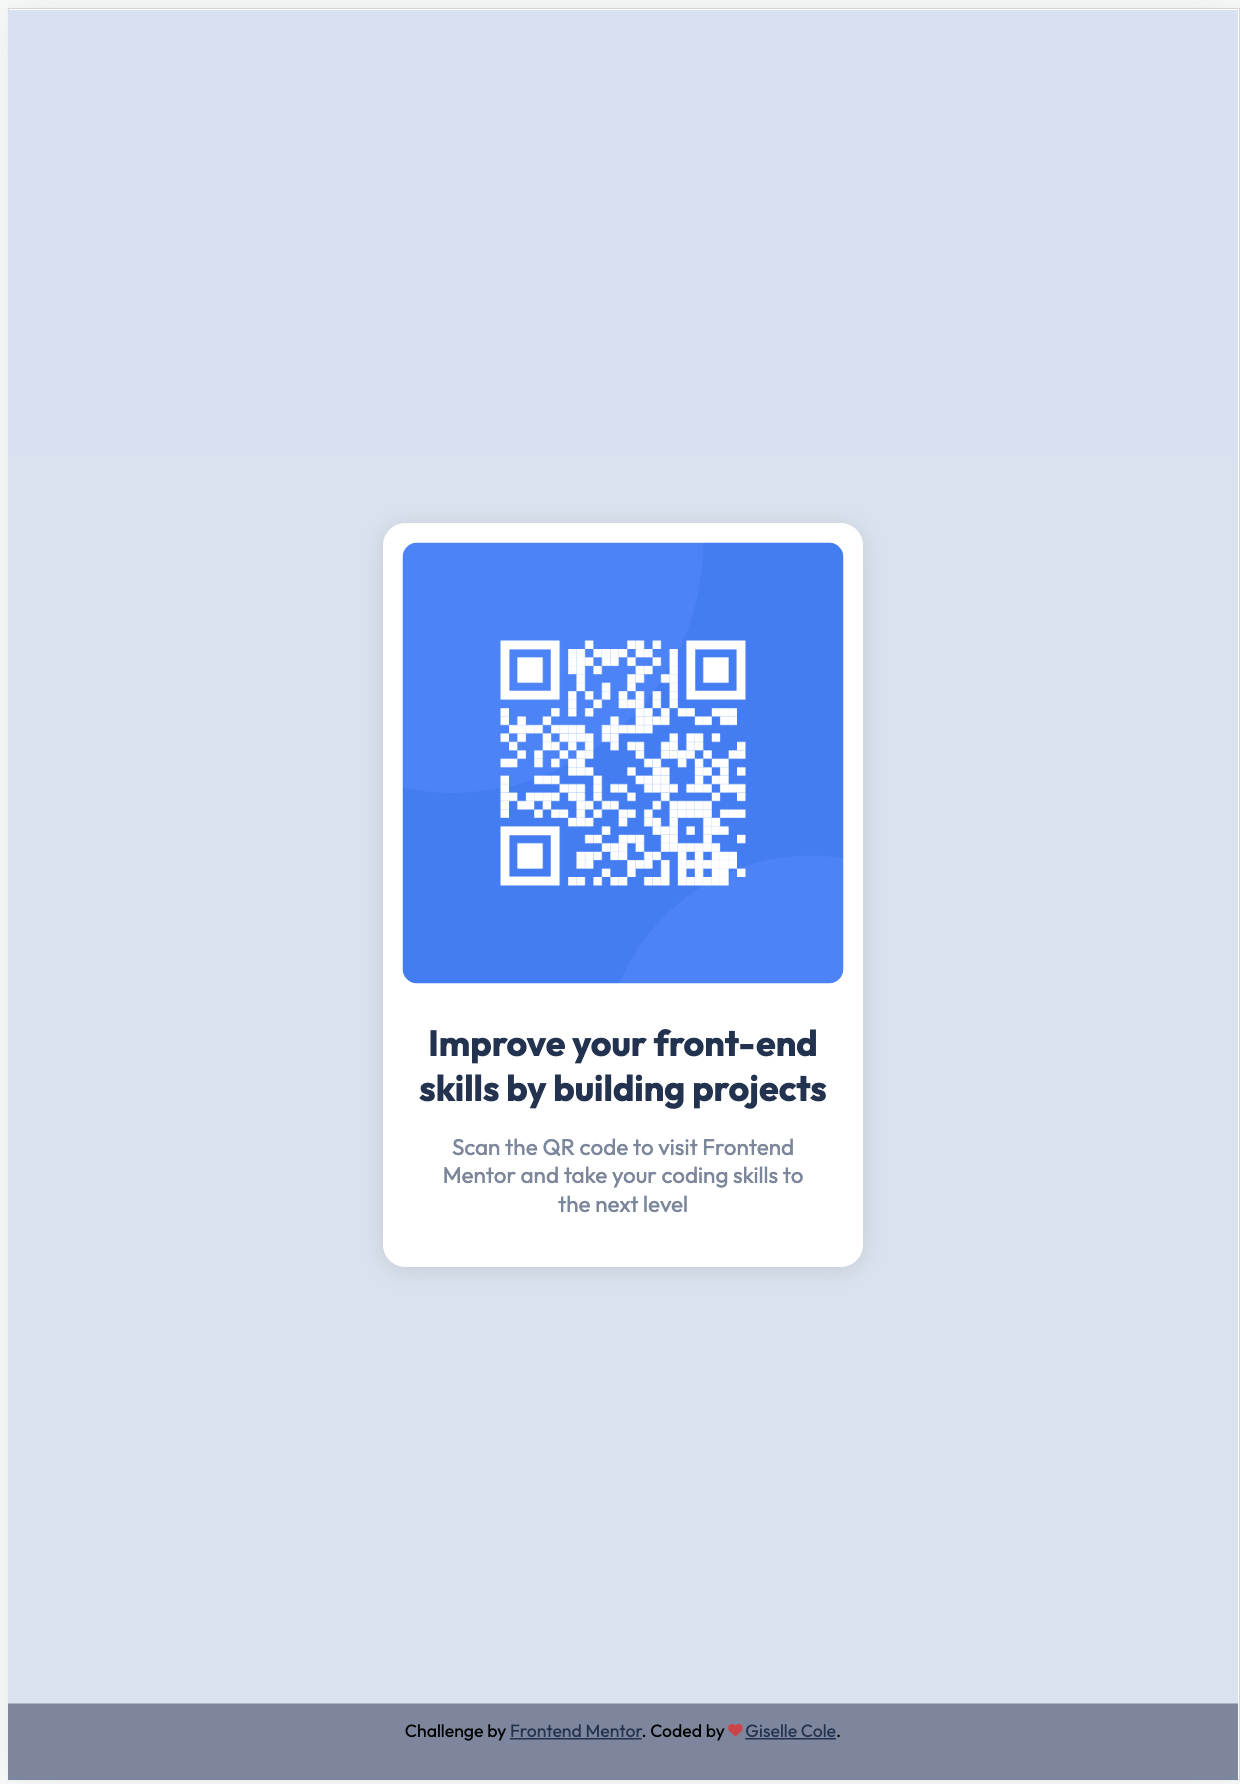 Improve your front-end
skills by building projects
Scan the QR code to visit Frontend
Mentor and take your coding skills to
the next level
Challenge by Frontend Mentor. Coded by ❤ Giselle Cole.